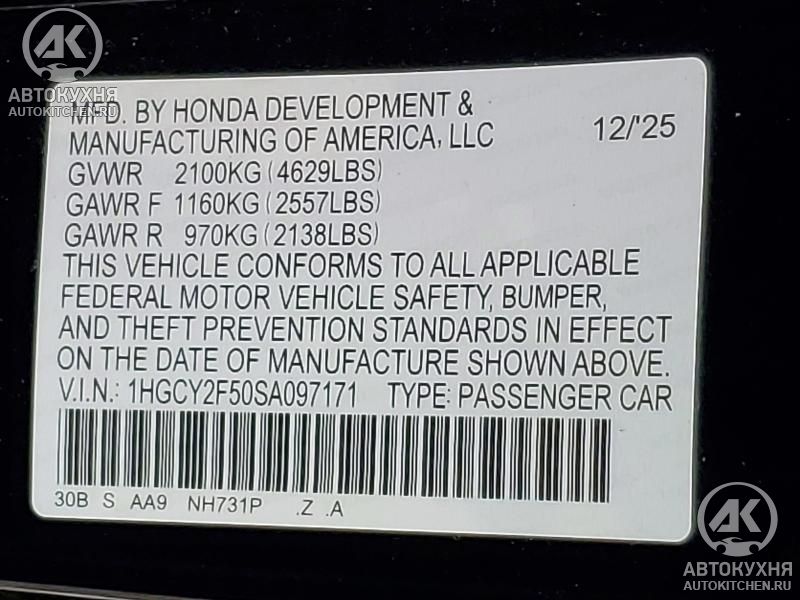 АК
АВТОКУХНЯ
AUTOKITCHEN.RU
MFD. BY HONDA DEVELOPMENT &
MANUFACTURING OF AMERICA, LLC 12/'25
GVWR 2100KG (4629LBS)
GAWR F 1160KG (2557LBS)
GAWR R 970KG (2138LBS)
THIS VEHICLE CONFORMS TO ALL APPLICABLE
FEDERAL MOTOR VEHICLE SAFETY, BUMPER,
AND THEFT PREVENTION STANDARDS IN EFFECT
ON THE DATE OF MANUFACTURE SHOWN ABOVE.
V.I.N.: 1HGCY2F50SA097171 TYPE: PASSENGER CAR
30B S AA9 NH731P .Z .A
АК
АВТОКУХНЯ
AUTOKITCHEN.RU